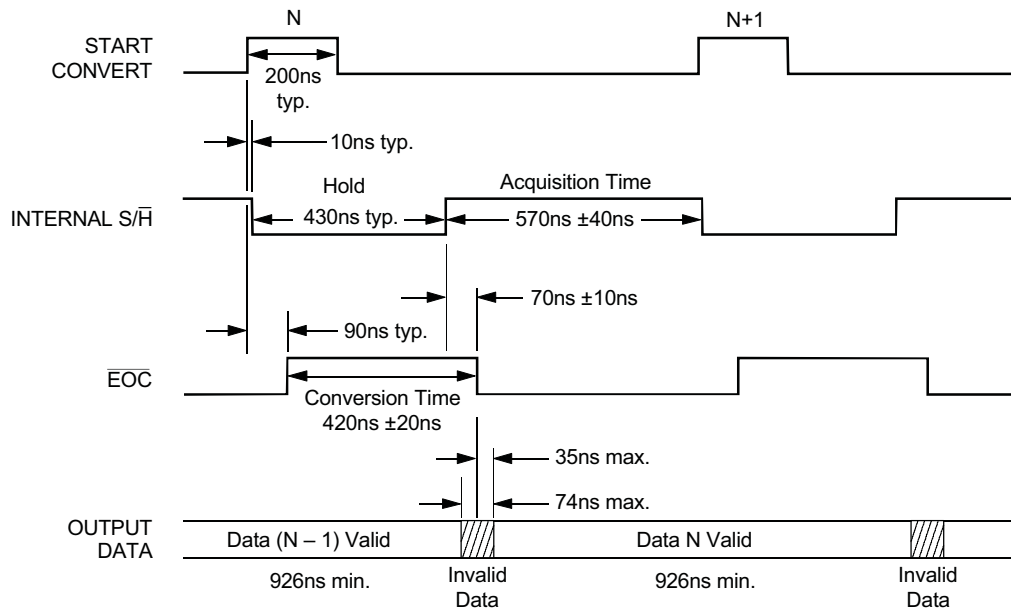 N
N+1
START
CONVERT
200ns
typ.
10ns typ.
Hold
Acquisition Time
INTERNAL S/H̅
430ns typ.
570ns ±40ns
70ns ±10ns
90ns typ.
E̅O̅C̅
Conversion Time
420ns ±20ns
35ns max.
74ns max.
OUTPUT
DATA
Data (N – 1) Valid
Data N Valid
926ns min.
Invalid
Data
926ns min.
Invalid
Data